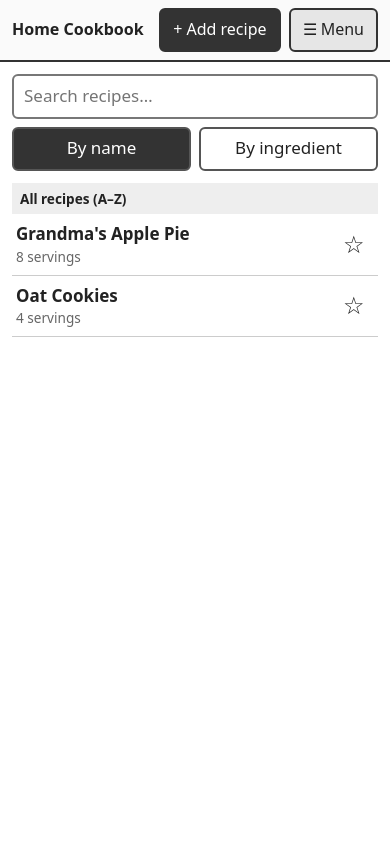 Home Cookbook
+ Add recipe
☰ Menu
Search recipes...
By name
By ingredient
All recipes (A–Z)
Grandma's Apple Pie
☆
8 servings
Oat Cookies
☆
4 servings